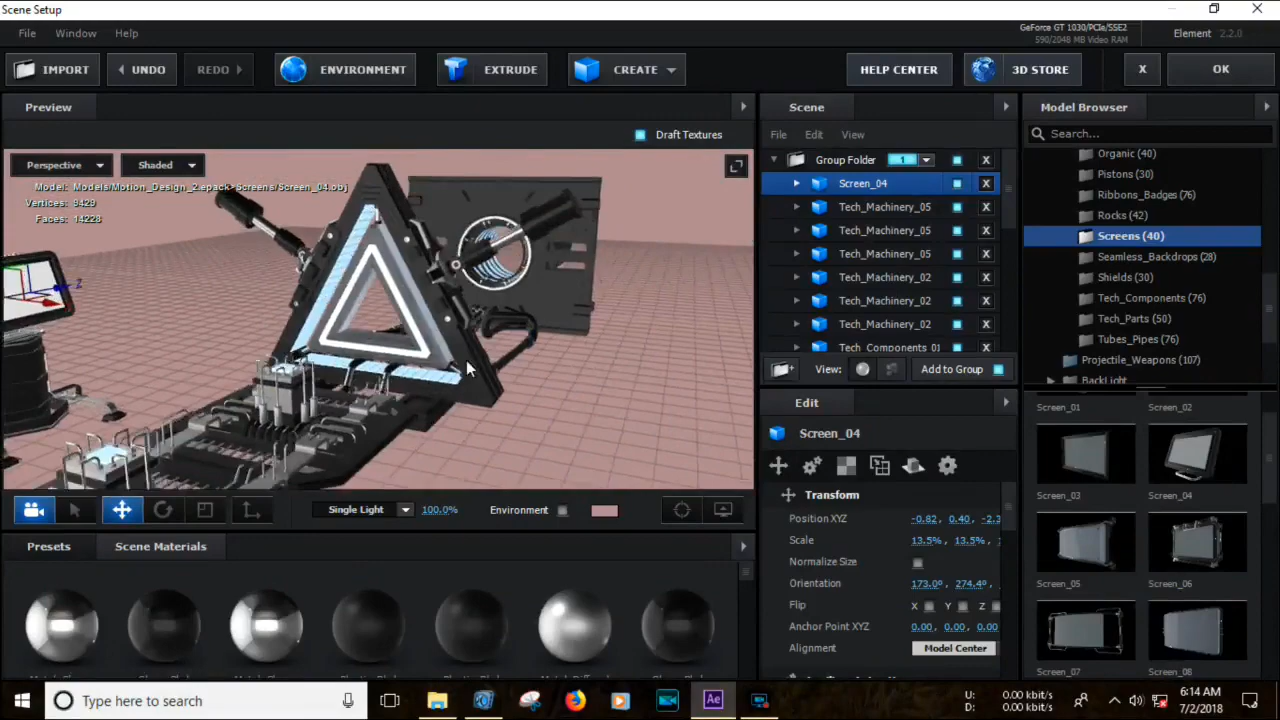 Scene Setup
File Window Help
GeForce GT 1030/PCIe/SSE2
590/2048 MB Video RAM
Element 2.2.0
IMPORT UNDO REDO ENVIRONMENT EXTRUDE CREATE HELP CENTER 3D STORE X OK
Preview
Draft Textures
Perspective Shaded
Model: Models/Motion_Design_2.epack>Screens/Screen_04.obj
Vertices: 9429
Faces: 14228
Z
Single Light 100.0% Environment
Presets Scene Materials
Scene
File Edit View
Group Folder 1 X
Screen_04 X
Tech_Machinery_05 X
Tech_Machinery_05 X
Tech_Machinery_05 X
Tech_Machinery_02 X
Tech_Machinery_02 X
Tech_Machinery_02 X
Tech_Components_01 X
View: Add to Group
Edit
Screen_04
Transform
Position XYZ -0.82, 0.40, -2.3
Scale 13.5%, 13.5%, 1
Normalize Size
Orientation 173.0º, 274.4º,
Flip X Y Z
Anchor Point XYZ 0.00, 0.00, 0.00
Alignment Model Center
Model Browser
Search...
Organic (40)
Pistons (30)
Ribbons_Badges (76)
Rocks (42)
Screens (40)
Seamless_Backdrops (28)
Shields (30)
Tech_Components (76)
Tech_Parts (50)
Tubes_Pipes (76)
Projectile_Weapons (107)
BackLight
Screen_01 Screen_02
Screen_03 Screen_04
Screen_05 Screen_06
Screen_07 Screen_08
Type here to search
Ae
U: 0.00 kbit/s
D: 0.00 kbit/s
6:14 AM
7/2/2018